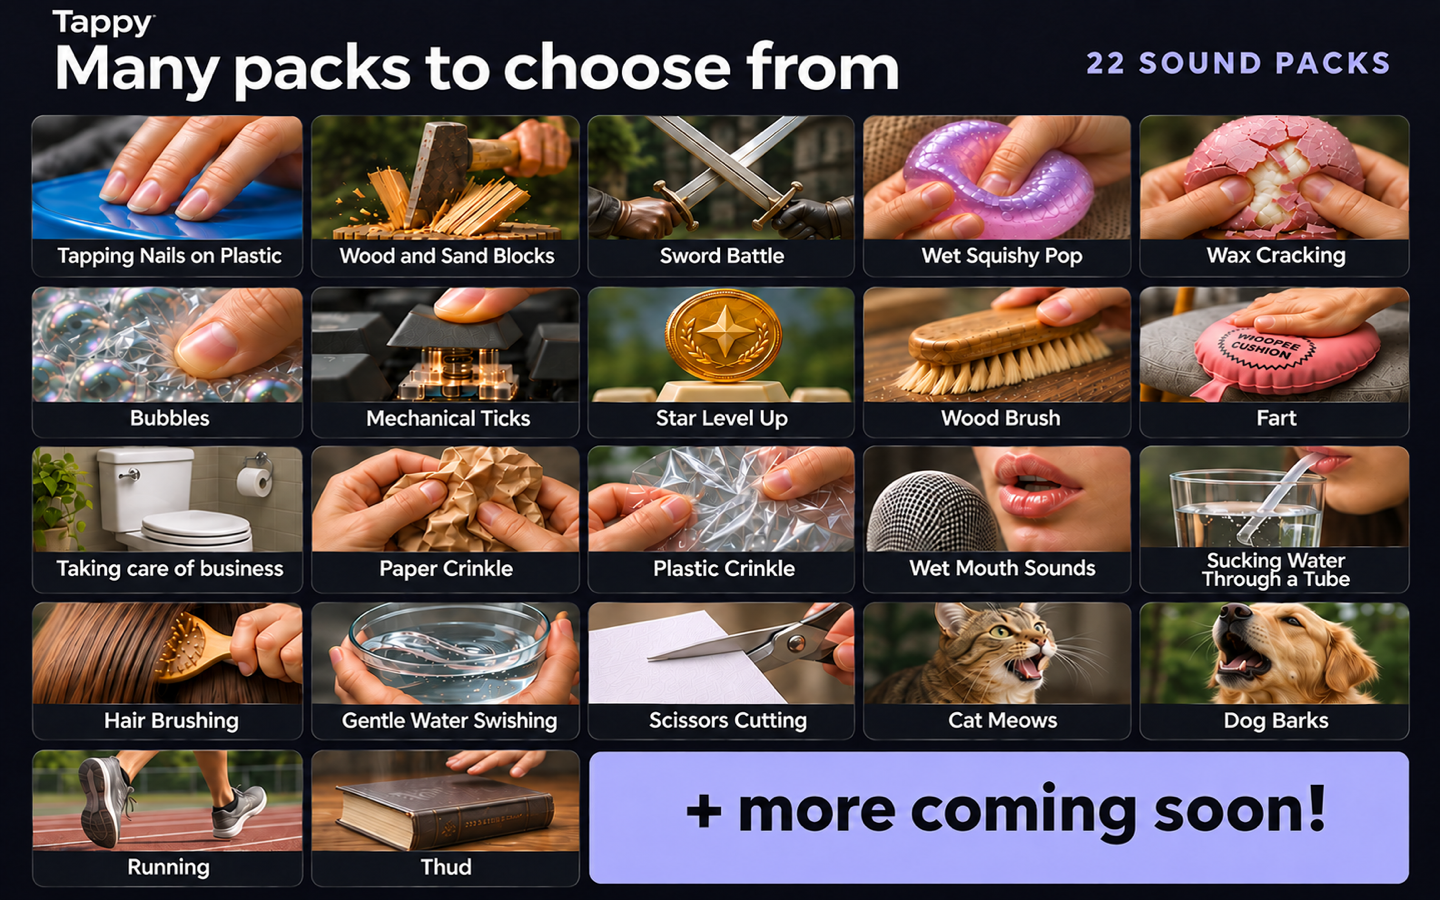 Tappy
Many packs to choose from
22 SOUND PACKS
Tapping Nails on Plastic
Wood and Sand Blocks
Sword Battle
Wet Squishy Pop
Wax Cracking
WHOOPEE
CUSHION
Bubbles
Mechanical Ticks
Star Level Up
Wood Brush
Fart
Taking care of business
Paper Crinkle
Plastic Crinkle
Wet Mouth Sounds
Sucking Water
Through a Tube
Hair Brushing
Gentle Water Swishing
Scissors Cutting
Cat Meows
Dog Barks
Running
Thud
+ more coming soon!